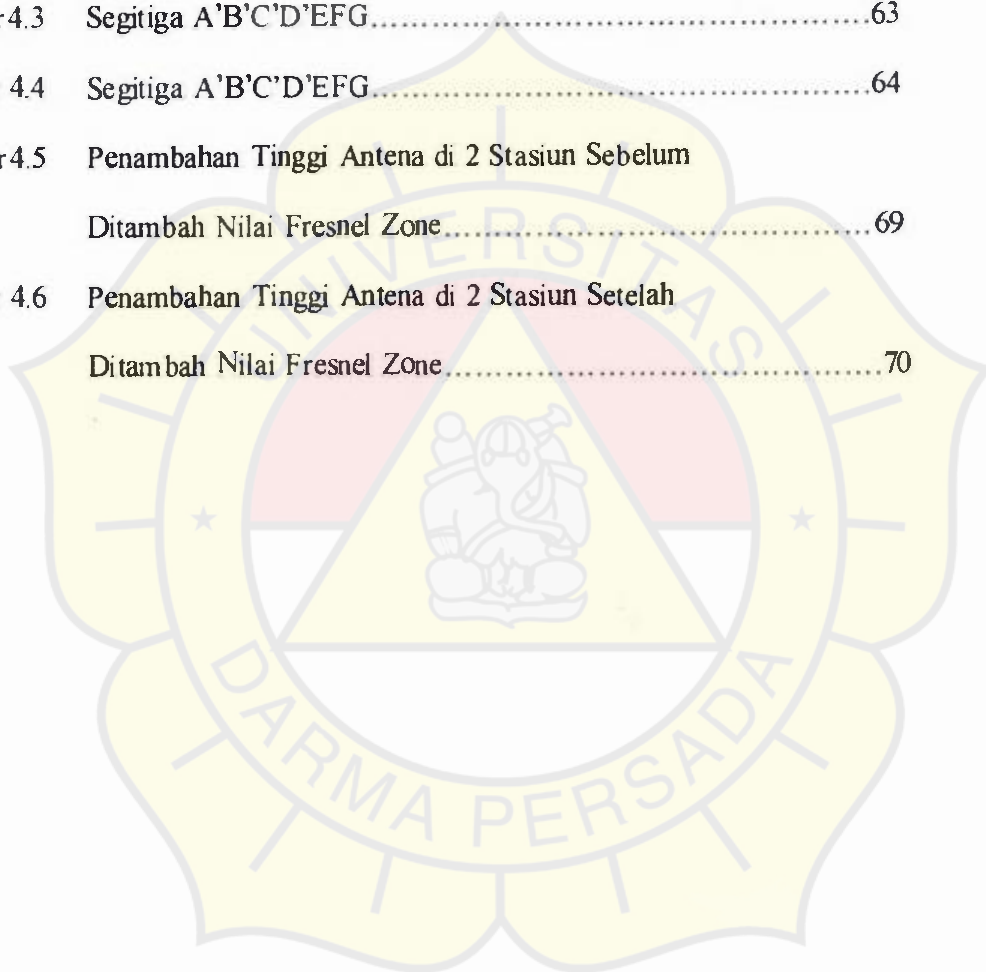 r 4.3 Segitiga A'B'C'D'EFG...............................................63
4.4 Segitiga A'B'C'D'EFG...............................................64
r 4.5 Penambahan Tinggi Antena di 2 Stasiun Sebelum
Ditambah Nilai Fresnel Zone........................................69
4.6 Penambahan Tinggi Antena di 2 Stasiun Setelah
Ditambah Nilai Fresnel Zone.........................................70
UNIVERSITAS
DARMA PERSADA